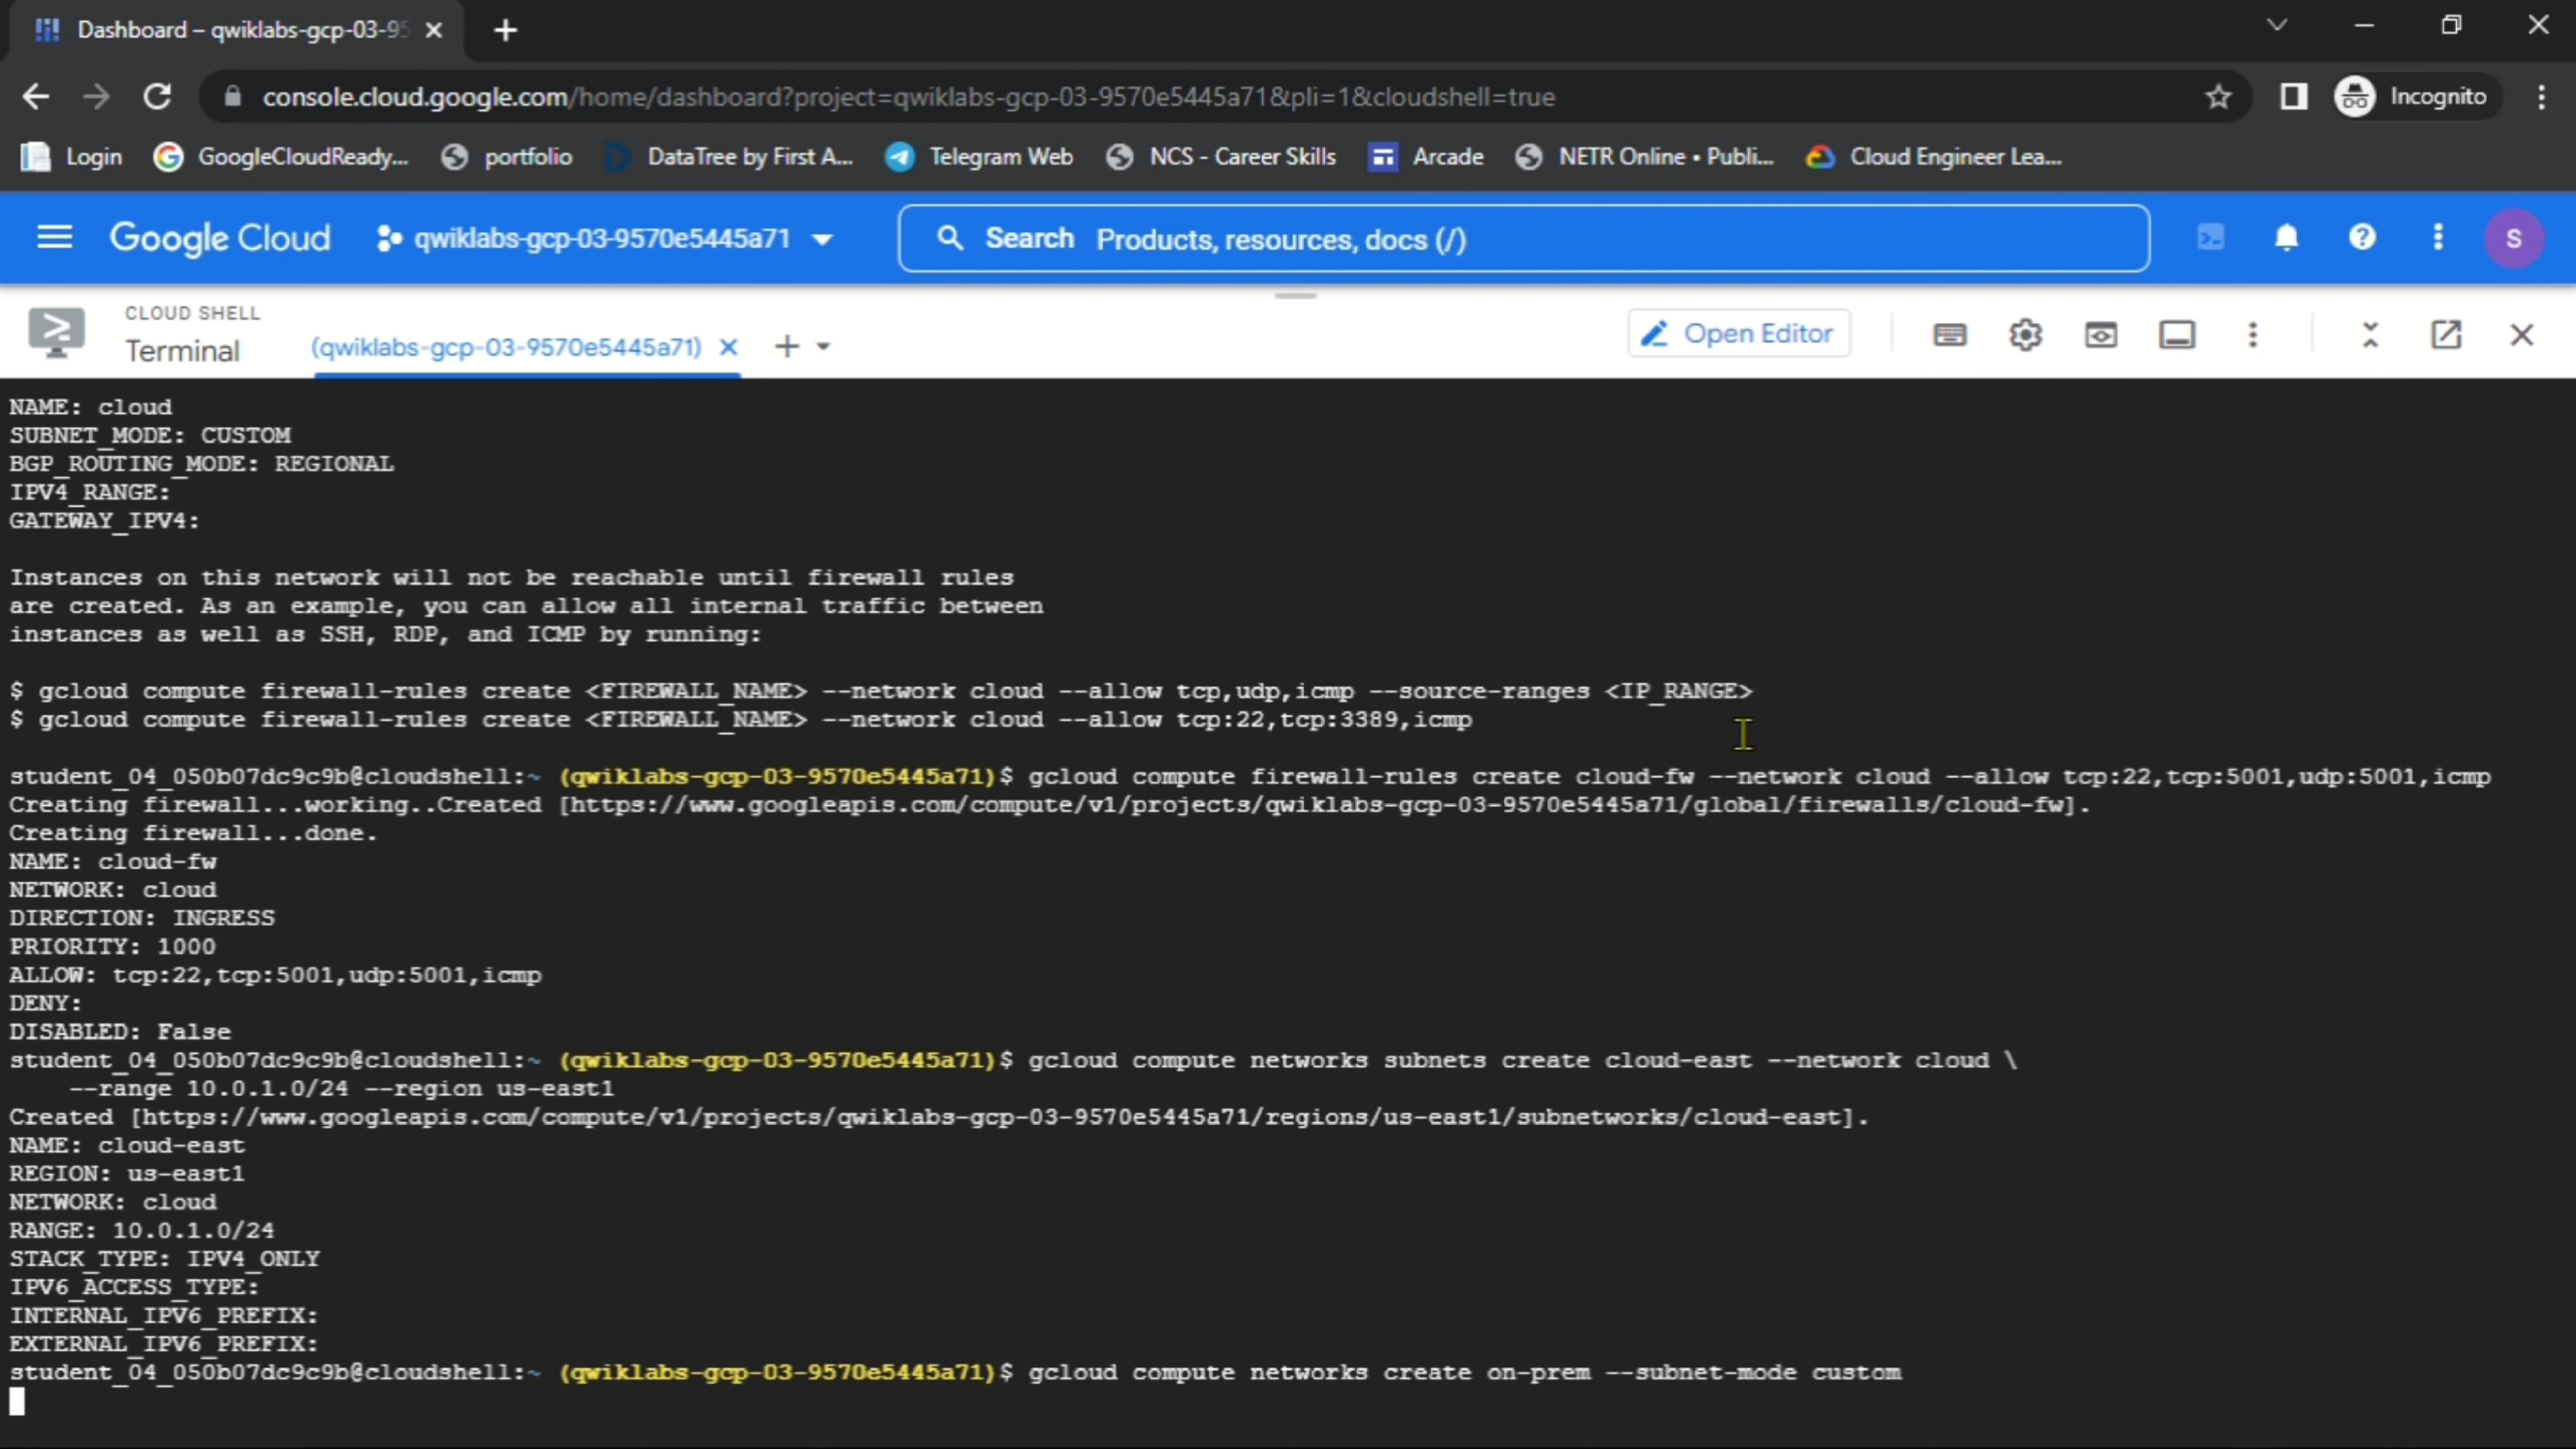 Dashboard – qwiklabs-gcp-03-95
console.cloud.google.com/home/dashboard?project=qwiklabs-gcp-03-9570e5445a71&pli=1&cloudshell=true
Incognito
Login GoogleCloudReady... portfolio DataTree by First A... Telegram Web NCS - Career Skills Arcade NETR Online • Publi... Cloud Engineer Lea...
Google Cloud qwiklabs-gcp-03-9570e5445a71 Search Products, resources, docs (/) S
CLOUD SHELL
Terminal (qwiklabs-gcp-03-9570e5445a71) Open Editor
NAME: cloud
SUBNET_MODE: CUSTOM
BGP_ROUTING_MODE: REGIONAL
IPV4_RANGE:
GATEWAY_IPV4:
Instances on this network will not be reachable until firewall rules
are created. As an example, you can allow all internal traffic between
instances as well as SSH, RDP, and ICMP by running:
$ gcloud compute firewall-rules create <FIREWALL_NAME> --network cloud --allow tcp,udp,icmp --source-ranges <IP_RANGE>
$ gcloud compute firewall-rules create <FIREWALL_NAME> --network cloud --allow tcp:22,tcp:3389,icmp
student_04_050b07dc9c9b@cloudshell:~ (qwiklabs-gcp-03-9570e5445a71)$ gcloud compute firewall-rules create cloud-fw --network cloud --allow tcp:22,tcp:5001,udp:5001,icmp
Creating firewall...working..Created [https://www.googleapis.com/compute/v1/projects/qwiklabs-gcp-03-9570e5445a71/global/firewalls/cloud-fw].
Creating firewall...done.
NAME: cloud-fw
NETWORK: cloud
DIRECTION: INGRESS
PRIORITY: 1000
ALLOW: tcp:22,tcp:5001,udp:5001,icmp
DENY:
DISABLED: False
student_04_050b07dc9c9b@cloudshell:~ (qwiklabs-gcp-03-9570e5445a71)$ gcloud compute networks subnets create cloud-east --network cloud \
--range 10.0.1.0/24 --region us-east1
Created [https://www.googleapis.com/compute/v1/projects/qwiklabs-gcp-03-9570e5445a71/regions/us-east1/subnetworks/cloud-east].
NAME: cloud-east
REGION: us-east1
NETWORK: cloud
RANGE: 10.0.1.0/24
STACK_TYPE: IPV4_ONLY
IPV6_ACCESS_TYPE:
INTERNAL_IPV6_PREFIX:
EXTERNAL_IPV6_PREFIX:
student_04_050b07dc9c9b@cloudshell:~ (qwiklabs-gcp-03-9570e5445a71)$ gcloud compute networks create on-prem --subnet-mode custom